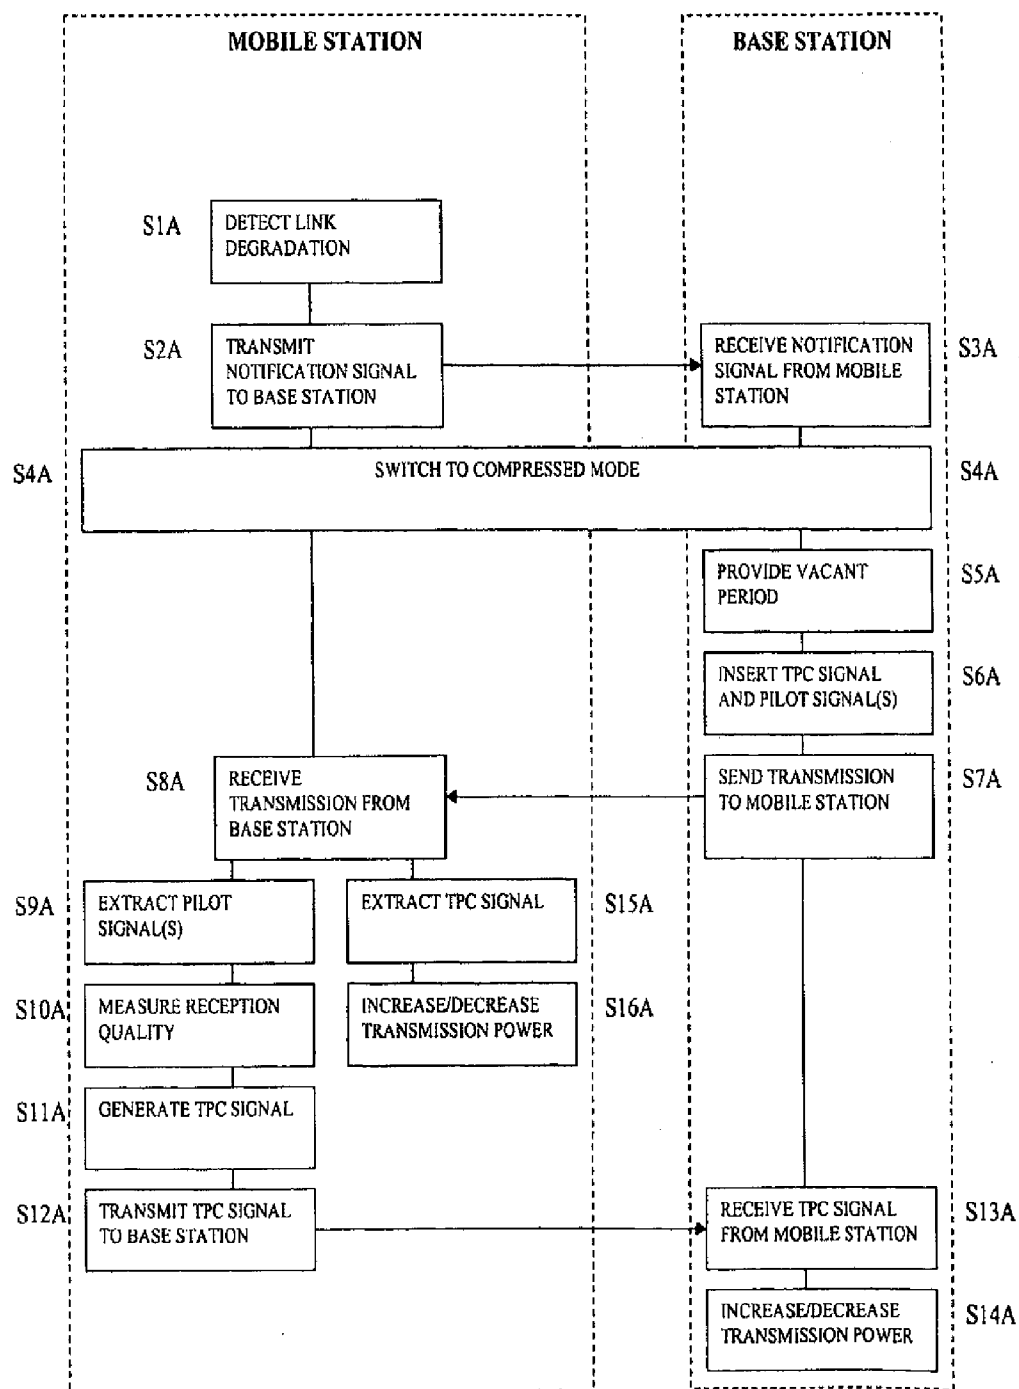 MOBILE STATION
BASE STATION
S1A
DETECT LINK
DEGRADATION
S2A
TRANSMIT
NOTIFICATION SIGNAL
TO BASE STATION
RECEIVE NOTIFICATION
SIGNAL FROM MOBILE
STATION
S3A
S4A
SWITCH TO COMPRESSED MODE
S4A
PROVIDE VACANT
PERIOD
S5A
INSERT TPC SIGNAL
AND PILOT SIGNAL(S)
S6A
S8A
RECEIVE
TRANSMISSION FROM
BASE STATION
SEND TRANSMISSION
TO MOBILE STATION
S7A
S9A
EXTRACT PILOT
SIGNAL(S)
EXTRACT TPC SIGNAL
S15A
S10A
MEASURE RECEPTION
QUALITY
INCREASE/DECREASE
TRANSMISSION POWER
S16A
S11A
GENERATE TPC SIGNAL
S12A
TRANSMIT TPC SIGNAL
TO BASE STATION
RECEIVE TPC SIGNAL
FROM MOBILE STATION
S13A
INCREASE/DECREASE
TRANSMISSION POWER
S14A